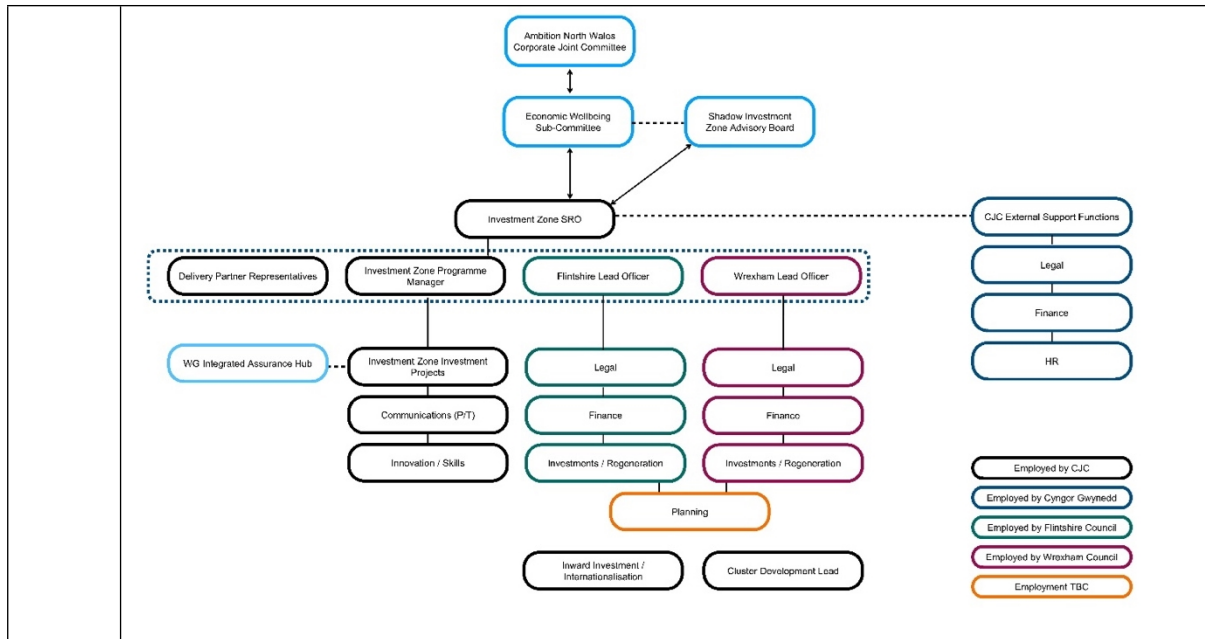 Ambition North Wales
Corporate Joint Committee
Economic Wellbeing
Sub-Committee
Shadow Investment
Zone Advisory Board
Investment Zone SRO
CJC External Support Functions
Delivery Partner Representatives
Investment Zone Programme
Manager
Flintshire Lead Officer
Wrexham Lead Officer
Legal
Finance
HR
WG Integrated Assurance Hub
Investment Zone Investment
Projects
Legal
Legal
Communications (P/T)
Finance
Finance
Innovation / Skills
Investments / Regeneration
Investments / Regeneration
Planning
Inward Investment /
Internationalisation
Cluster Development Lead
Employed by CJC
Employed by Cyngor Gwynedd
Employed by Flintshire Council
Employed by Wrexham Council
Employment TBC